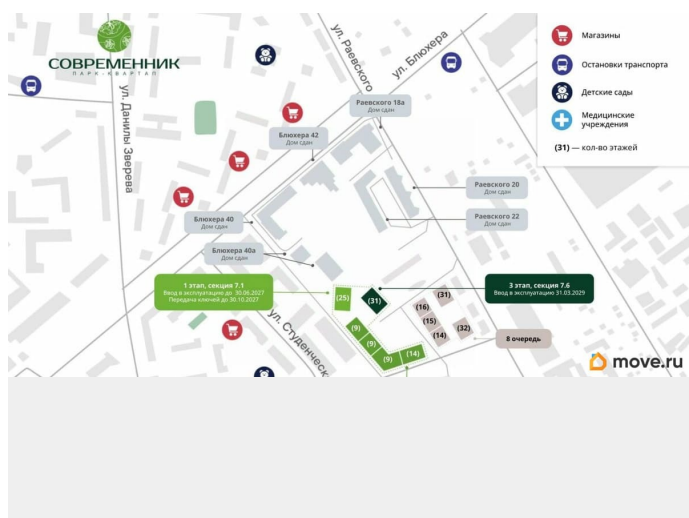 СОВРЕМЕННИК
ПАРК-КВАРТАЛ
ул. Данилы Зверева
ул. Раевского
ул. Блюхера
Магазины
Остановки транспорта
Детские сады
Медицинские
учреждения
(31) — кол-во этажей
Раевского 18а
Дом сдан
Блюхера 42
Дом сдан
Раевского 20
Дом сдан
Раевского 22
Дом сдан
Блюхера 40
Дом сдан
Блюхера 40а
Дом сдан
1 этап, секция 7.1
Ввод в эксплуатацию до 30.06.2027
Передача ключей до 30.10.2027
3 этап, секция 7.6
Ввод в эксплуатацию 31.03.2029
ул. Студенческа
(25)
(31)
(31)
(16)
(15)
(14)
(32)
(9)
(9)
(9)
(14)
8 очередь
move.ru